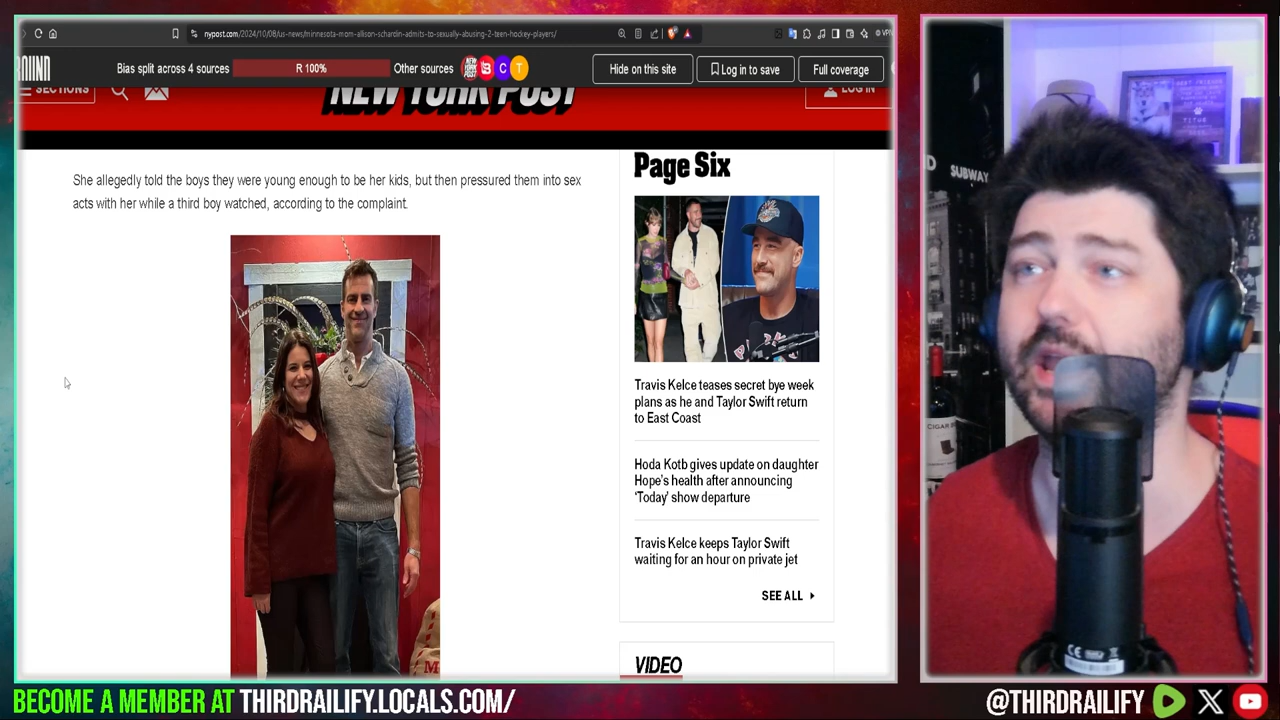 nypost.com/2024/10/08/us-news/minnesota-mom-allison-schardin-admits-to-sexually-abusing-2-teen-hockey-players/
Bias split across 4 sources
R 100%
Other sources
C
T
Hide on this site
Log in to save
Full coverage
SECTIONS
NEW YORK POST
LOG IN
She allegedly told the boys they were young enough to be her kids, but then pressured them into sex
acts with her while a third boy watched, according to the complaint.
Page Six
Travis Kelce teases secret bye week
plans as he and Taylor Swift return
to East Coast
Hoda Kotb gives update on daughter
Hope's health after announcing
'Today' show departure
Travis Kelce keeps Taylor Swift
waiting for an hour on private jet
SEE ALL
VIDEO
SUBWAY
BECOME A MEMBER AT THIRDRAILIFY.LOCALS.COM/
@THIRDRAILIFY